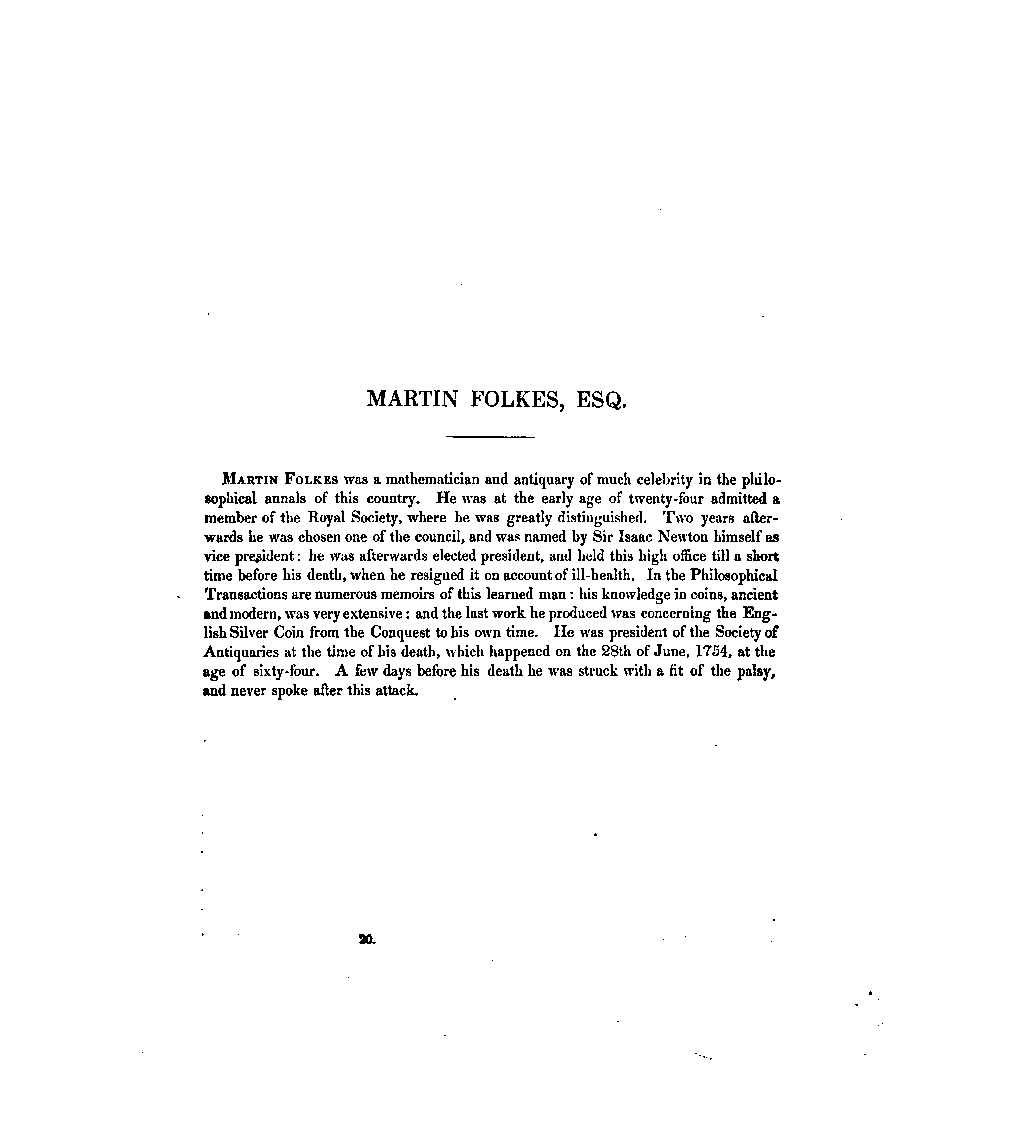 MARTIN FOLKES, ESQ.
MARTIN FOLKES was a mathematician and antiquary of much celebrity in the philo-
sophical annals of this country. He was at the early age of twenty-four admitted a
member of the Royal Society, where he was greatly distinguished. Two years after-
wards he was chosen one of the council, and was named by Sir Isaac Newton himself as
vice president: he was afterwards elected president, and held this high office till a short
time before his death, when he resigned it on account of ill-health. In the Philosophical
Transactions are numerous memoirs of this learned man: his knowledge in coins, ancient
and modern, was very extensive: and the last work he produced was concerning the Eng-
lish Silver Coin from the Conquest to his own time. He was president of the Society of
Antiquaries at the time of his death, which happened on the 28th of June, 1754, at the
age of sixty-four. A few days before his death he was struck with a fit of the palsy,
and never spoke after this attack.
20.